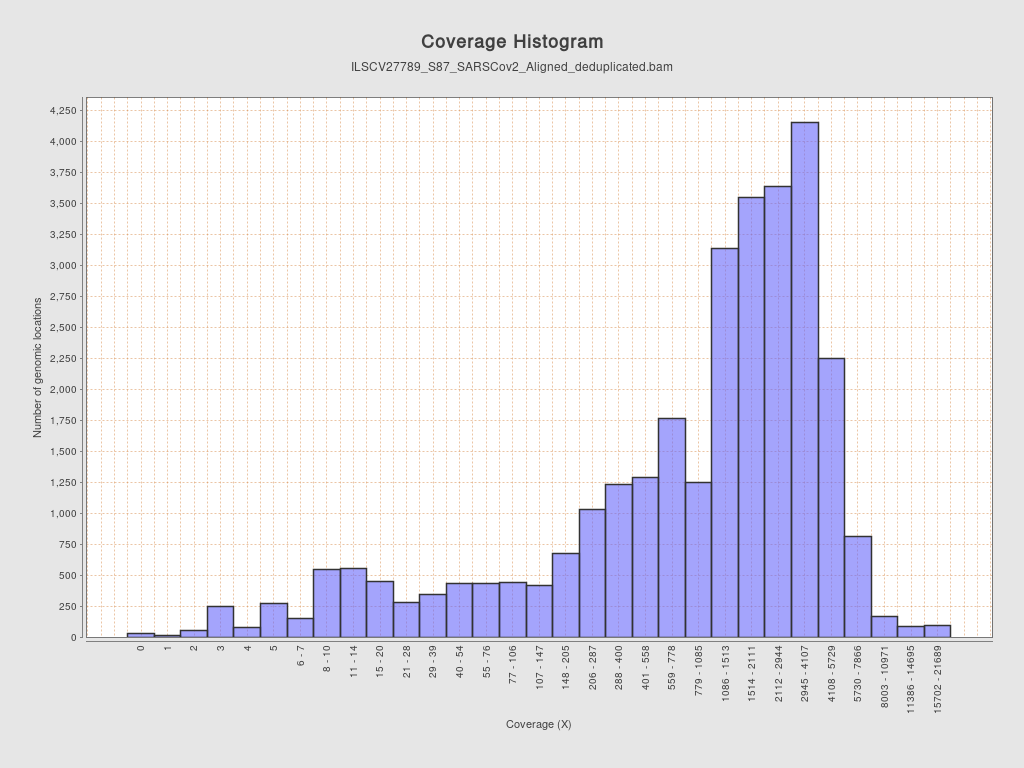 Coverage Histogram
ILSCV27789_S87_SARSCov2_Aligned_deduplicated.bam
Number of genomic locations
4,250
4,000
3,750
3,500
3,250
3,000
2,750
2,500
2,250
2,000
1,750
1,500
1,250
1,000
750
500
250
0
0
1
2
3
4
5
6 - 7
8 - 10
11 - 14
15 - 20
21 - 28
29 - 39
40 - 54
55 - 76
77 - 106
107 - 147
148 - 205
206 - 287
288 - 400
401 - 558
559 - 778
779 - 1085
1086 - 1513
1514 - 2111
2112 - 2944
2945 - 4107
4108 - 5729
5730 - 7866
8003 - 10971
11386 - 14695
15702 - 21689
Coverage (X)